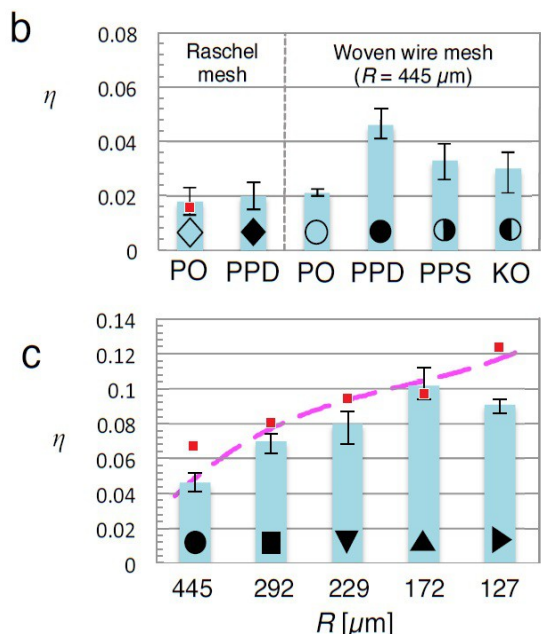 b
0.08
0.06
η
0.04
0.02
0
Raschel
mesh
Woven wire mesh
(R = 445 μm)
PO PPD PO PPD PPS KO
c
0.14
0.12
0.1
0.08
η
0.06
0.04
0.02
0
445 292 229 172 127
R [μm]